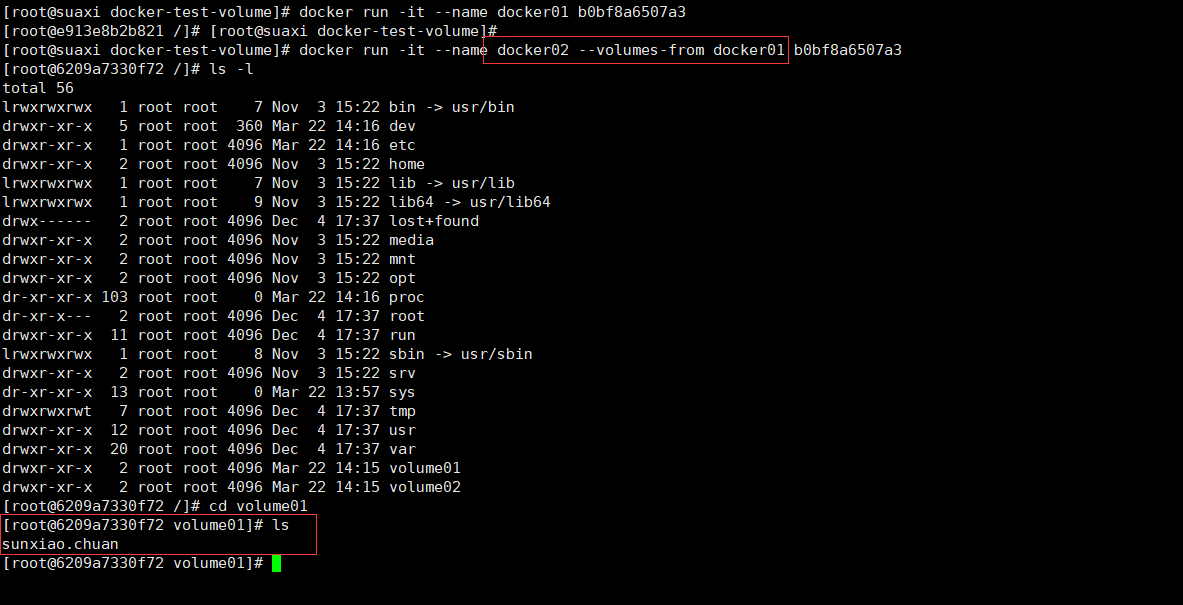 [root@suaxi docker-test-volume]# docker run -it --name docker01 b0bf8a6507a3
[root@e913e8b2b821 /]# [root@suaxi docker-test-volume]#
[root@suaxi docker-test-volume]# docker run -it --name docker02 --volumes-from docker01 b0bf8a6507a3
[root@6209a7330f72 /]# ls -l
total 56
lrwxrwxrwx   1 root root    7 Nov  3 15:22 bin -> usr/bin
drwxr-xr-x   5 root root  360 Mar 22 14:16 dev
drwxr-xr-x   1 root root 4096 Mar 22 14:16 etc
drwxr-xr-x   2 root root 4096 Nov  3 15:22 home
lrwxrwxrwx   1 root root    7 Nov  3 15:22 lib -> usr/lib
lrwxrwxrwx   1 root root    9 Nov  3 15:22 lib64 -> usr/lib64
drwx------   2 root root 4096 Dec  4 17:37 lost+found
drwxr-xr-x   2 root root 4096 Nov  3 15:22 media
drwxr-xr-x   2 root root 4096 Nov  3 15:22 mnt
drwxr-xr-x   2 root root 4096 Nov  3 15:22 opt
dr-xr-xr-x 103 root root    0 Mar 22 14:16 proc
dr-xr-x---   2 root root 4096 Dec  4 17:37 root
drwxr-xr-x  11 root root 4096 Dec  4 17:37 run
lrwxrwxrwx   1 root root    8 Nov  3 15:22 sbin -> usr/sbin
drwxr-xr-x   2 root root 4096 Nov  3 15:22 srv
dr-xr-xr-x  13 root root    0 Mar 22 13:57 sys
drwxrwxrwt   7 root root 4096 Dec  4 17:37 tmp
drwxr-xr-x  12 root root 4096 Dec  4 17:37 usr
drwxr-xr-x  20 root root 4096 Dec  4 17:37 var
drwxr-xr-x   2 root root 4096 Mar 22 14:15 volume01
drwxr-xr-x   2 root root 4096 Mar 22 14:15 volume02
[root@6209a7330f72 /]# cd volume01
[root@6209a7330f72 volume01]# ls
sunxiao.chuan
[root@6209a7330f72 volume01]#